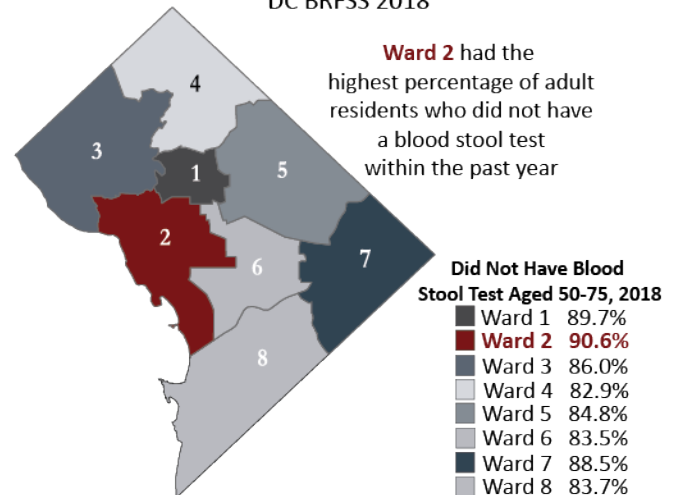 DC BRFSS 2018
Ward 2 had the
highest percentage of adult
residents who did not have
a blood stool test
within the past year
4
3
1
5
2
6
7
8
Did Not Have Blood
Stool Test Aged 50-75, 2018
Ward 1 89.7%
Ward 2 90.6%
Ward 3 86.0%
Ward 4 82.9%
Ward 5 84.8%
Ward 6 83.5%
Ward 7 88.5%
Ward 8 83.7%